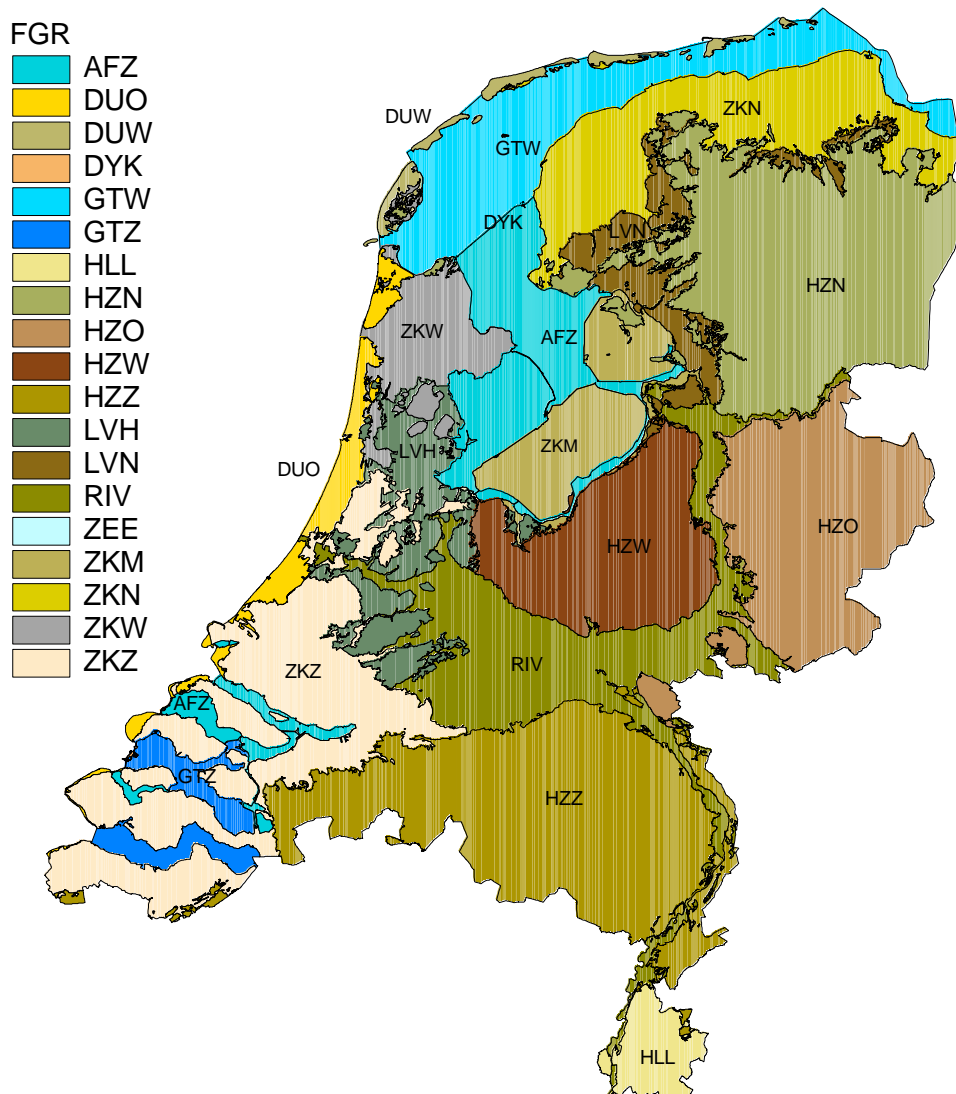 FGR
AFZ
DUO
DUW
DYK
GTW
GTZ
HLL
HZN
HZO
HZW
HZZ
LVH
LVN
RIV
ZEE
ZKM
ZKN
ZKW
ZKZ
DUW
ZKN
GTW
DYK
LVN
HZN
ZKW
AFZ
LVH
ZKM
DUO
HZO
HZW
RIV
ZKZ
AFZ
GTZ
HZZ
HLL